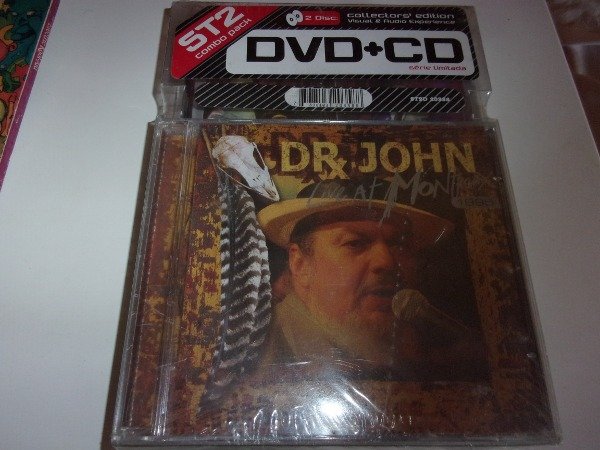 ST2
combo pack
2 Disc:
collectors' edition
Visual & Audio Experience
DVD+CD
série limitada
DR. JOHN
Live AT MONTREUX
1995